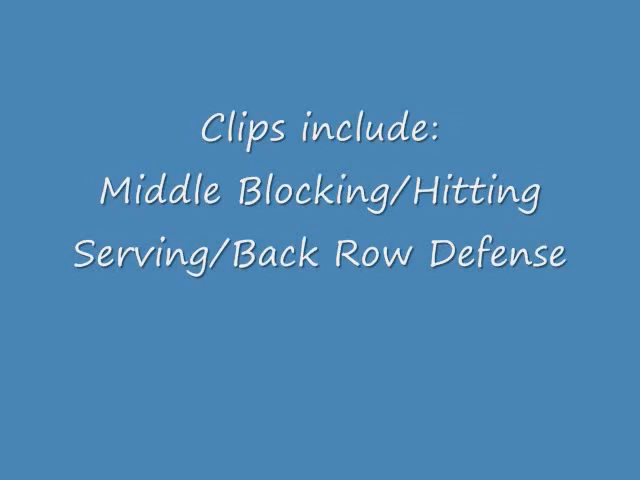 Clips include:
Middle Blocking/Hitting
Serving/Back Row Defense